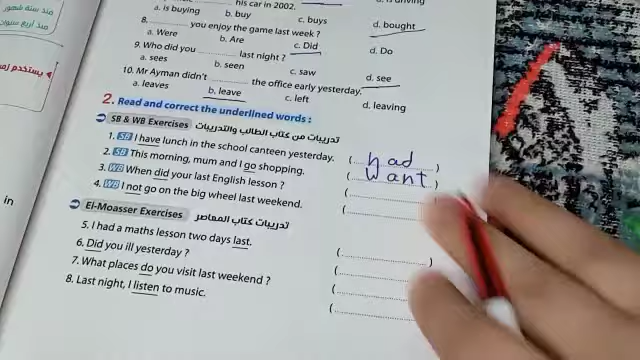 his car in 2002.
a. is buying b. buy c. buys d. bought
8. you enjoy the game last week ?
a. Were b. Are c. Did d. Do
9. Who did you last night ?
a. sees b. seen c. saw d. see
10. Mr Ayman didn't the office early yesterday.
a. leaves b. leave c. left d. leaving
2. Read and correct the underlined words :
SB & WB Exercises تدريبات من كتاب الطالب والتدريبات
1. SB I have lunch in the school canteen yesterday. (had)
2. SB This morning, mum and I go shopping. (want)
3. WB When did your last English lesson ? (
4. WB I not go on the big wheel last weekend. (
El-Moasser Exercises تدريبات كتاب المعاصر
5. I had a maths lesson two days last. ( )
6. Did you ill yesterday ? (
7. What places do you visit last weekend ? (
8. Last night, I listen to music. (
منذ سنة شهور
in